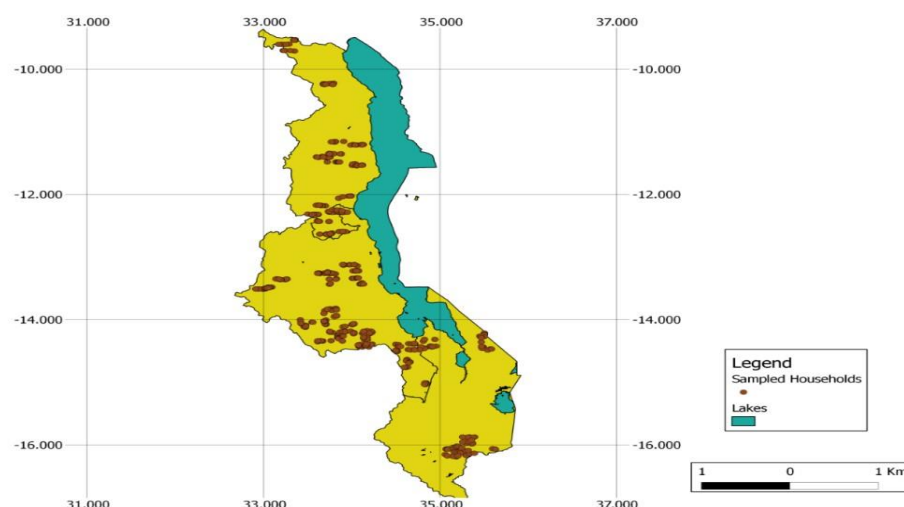 31.000 33.000 35.000 37.000
-10.000 -10.000
-12.000 -12.000
-14.000 -14.000
Legend
Sampled Households
Lakes
-16.000 -16.000
1 0 1 Km
31.000 33.000 35.000 37.000